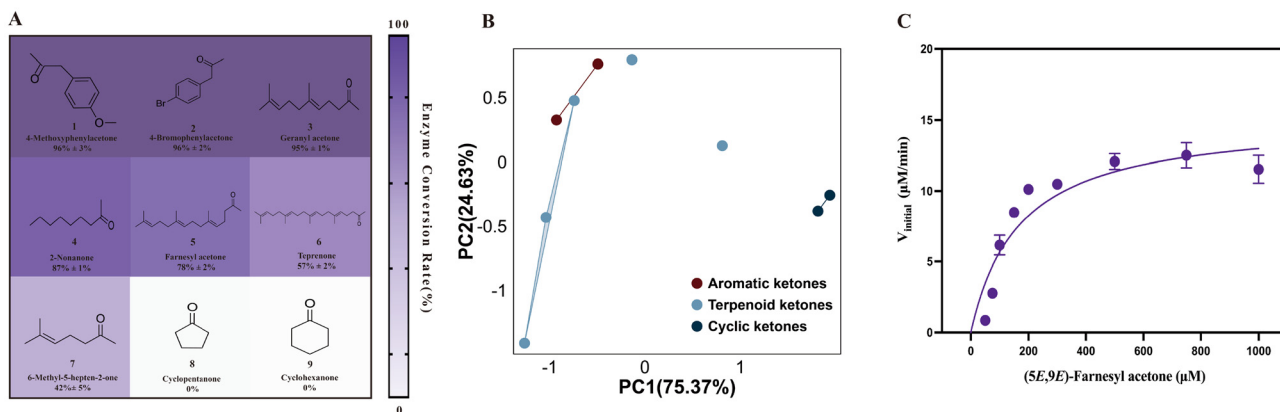 A
100
O
O
1
4-Methoxyphenylacetone
96% ± 3%
O
Br
2
4-Bromophenylacetone
96% ± 2%
O
3
Geranyl acetone
95% ± 1%
O
4
2-Nonanone
87% ± 1%
O
5
Farnesyl acetone
78% ± 2%
O
6
Teprenone
57% ± 2%
O
7
6-Methyl-5-hepten-2-one
42%± 5%
O
8
Cyclopentanone
0%
O
9
Cyclohexanone
0%
Enzyme Conversion Rate(%)
0
B
PC2(24.63%)
0.5
0
-0.5
-1
Aromatic ketones
Terpenoid ketones
Cyclic ketones
-1
0
1
PC1(75.37%)
C
Vinitial (μM/min)
20
15
10
5
0
0
200
400
600
800
1000
(5E,9E)-Farnesyl acetone (μM)